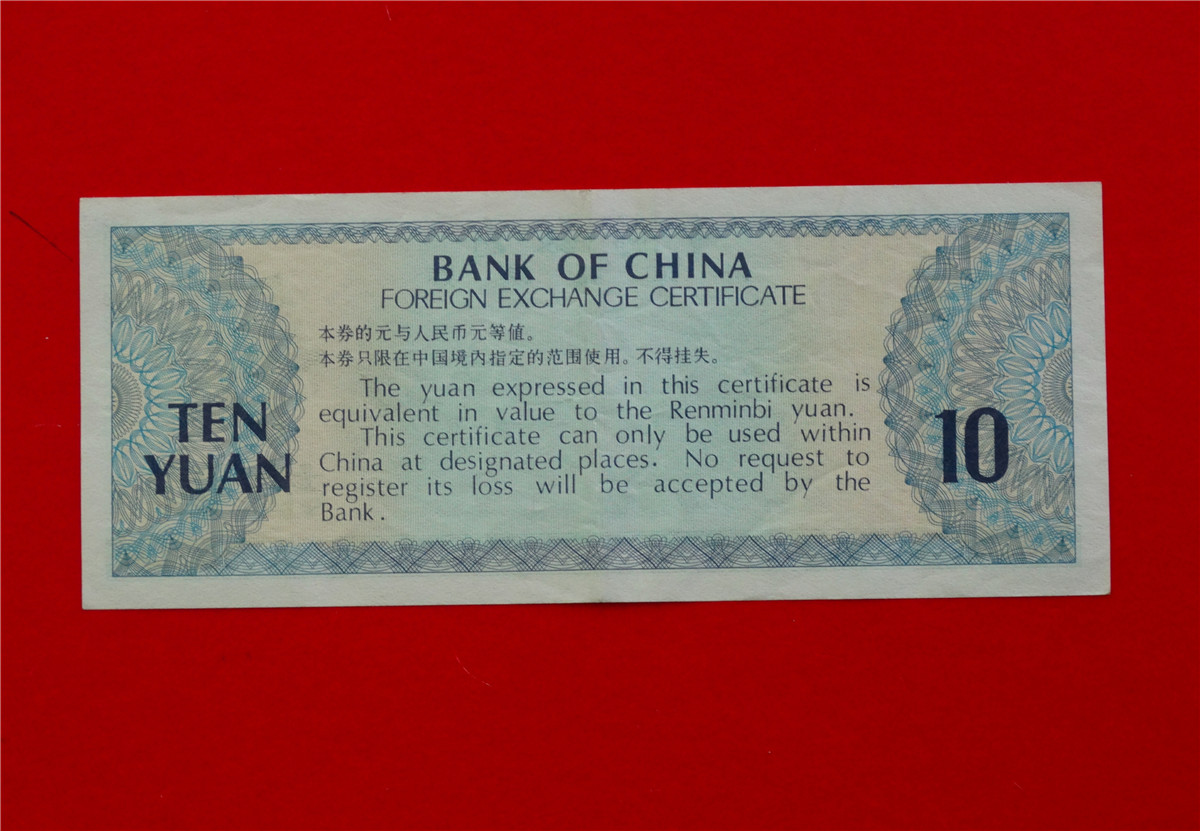 BANK OF CHINA
FOREIGN EXCHANGE CERTIFICATE
本券的元与人民币元等値。
本券只限在中国境内指定的范围使用。不得挂失。
The yuan expressed in this certificate is
equivalent in value to the Renminbi yuan.
This certificate can only be used within
China at designated places. No request to
register its loss will be accepted by the
Bank.
TEN
YUAN
10